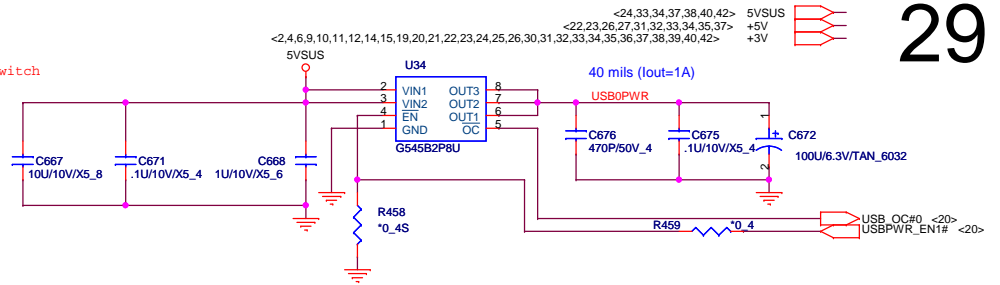 <24,33,34,37,38,40,42> 5VSUS
<22,23,26,27,31,32,33,34,35,37> +5V
<2,4,6,9,10,11,12,14,15,19,20,21,22,23,24,25,26,30,31,32,33,34,35,36,37,38,39,40,42> +3V
29
5VSUS
witch
U34
40 mils (Iout=1A)
USB0PWR
2 VIN1 OUT3 8
3 VIN2 OUT2 7
4 EN OUT1 6
1 GND OC 5
G545B2P8U
C667
10U/10V/X5_8
C671
.1U/10V/X5_4
C668
1U/10V/X5_6
C676
470P/50V_4
C675
.1U/10V/X5_4
1
+
C672
100U/6.3V/TAN_6032
2
R458
*0_4S
R459 *0_4
USB_OC#0 <20>
USBPWR_EN1# <20>